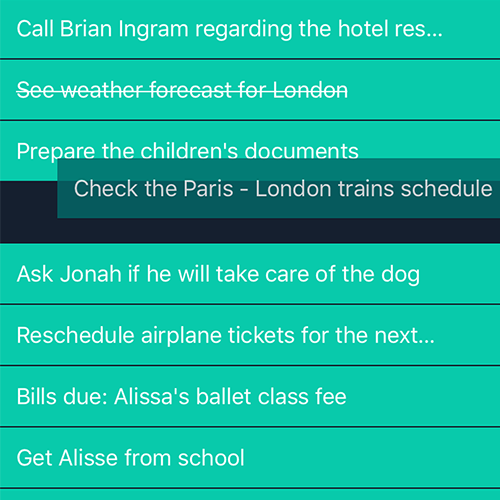 Call Brian Ingram regarding the hotel res...
See weather forecast for London
Prepare the children's documents
Check the Paris - London trains schedule
Ask Jonah if he will take care of the dog
Reschedule airplane tickets for the next...
Bills due: Alissa's ballet class fee
Get Alisse from school